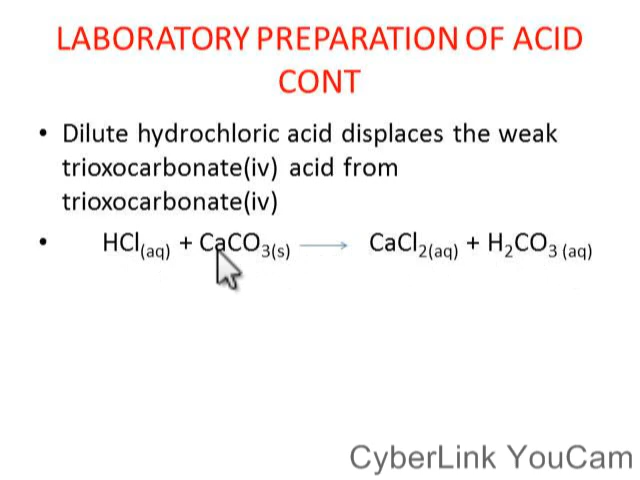 LABORATORY PREPARATION OF ACID
CONT
• Dilute hydrochloric acid displaces the weak
trioxocarbonate(iv) acid from
trioxocarbonate(iv)
• HCl(aq) + CaCO3(s) ⟶ CaCl2(aq) + H2CO3 (aq)
CyberLink YouCam